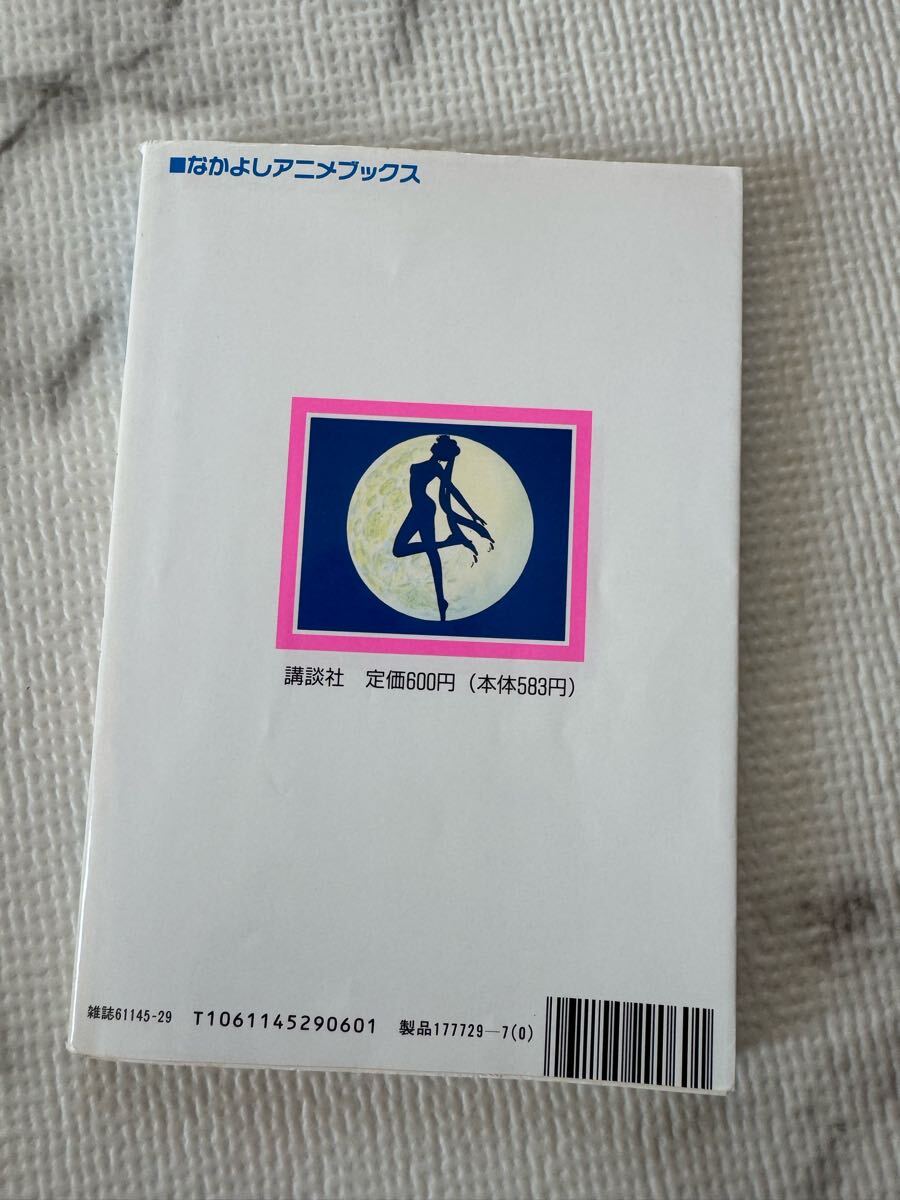 ■なかよしアニメブックス
講談社　定価600円（本体583円）
雑誌61145-29　T1061145290601　製品177729―7(0)